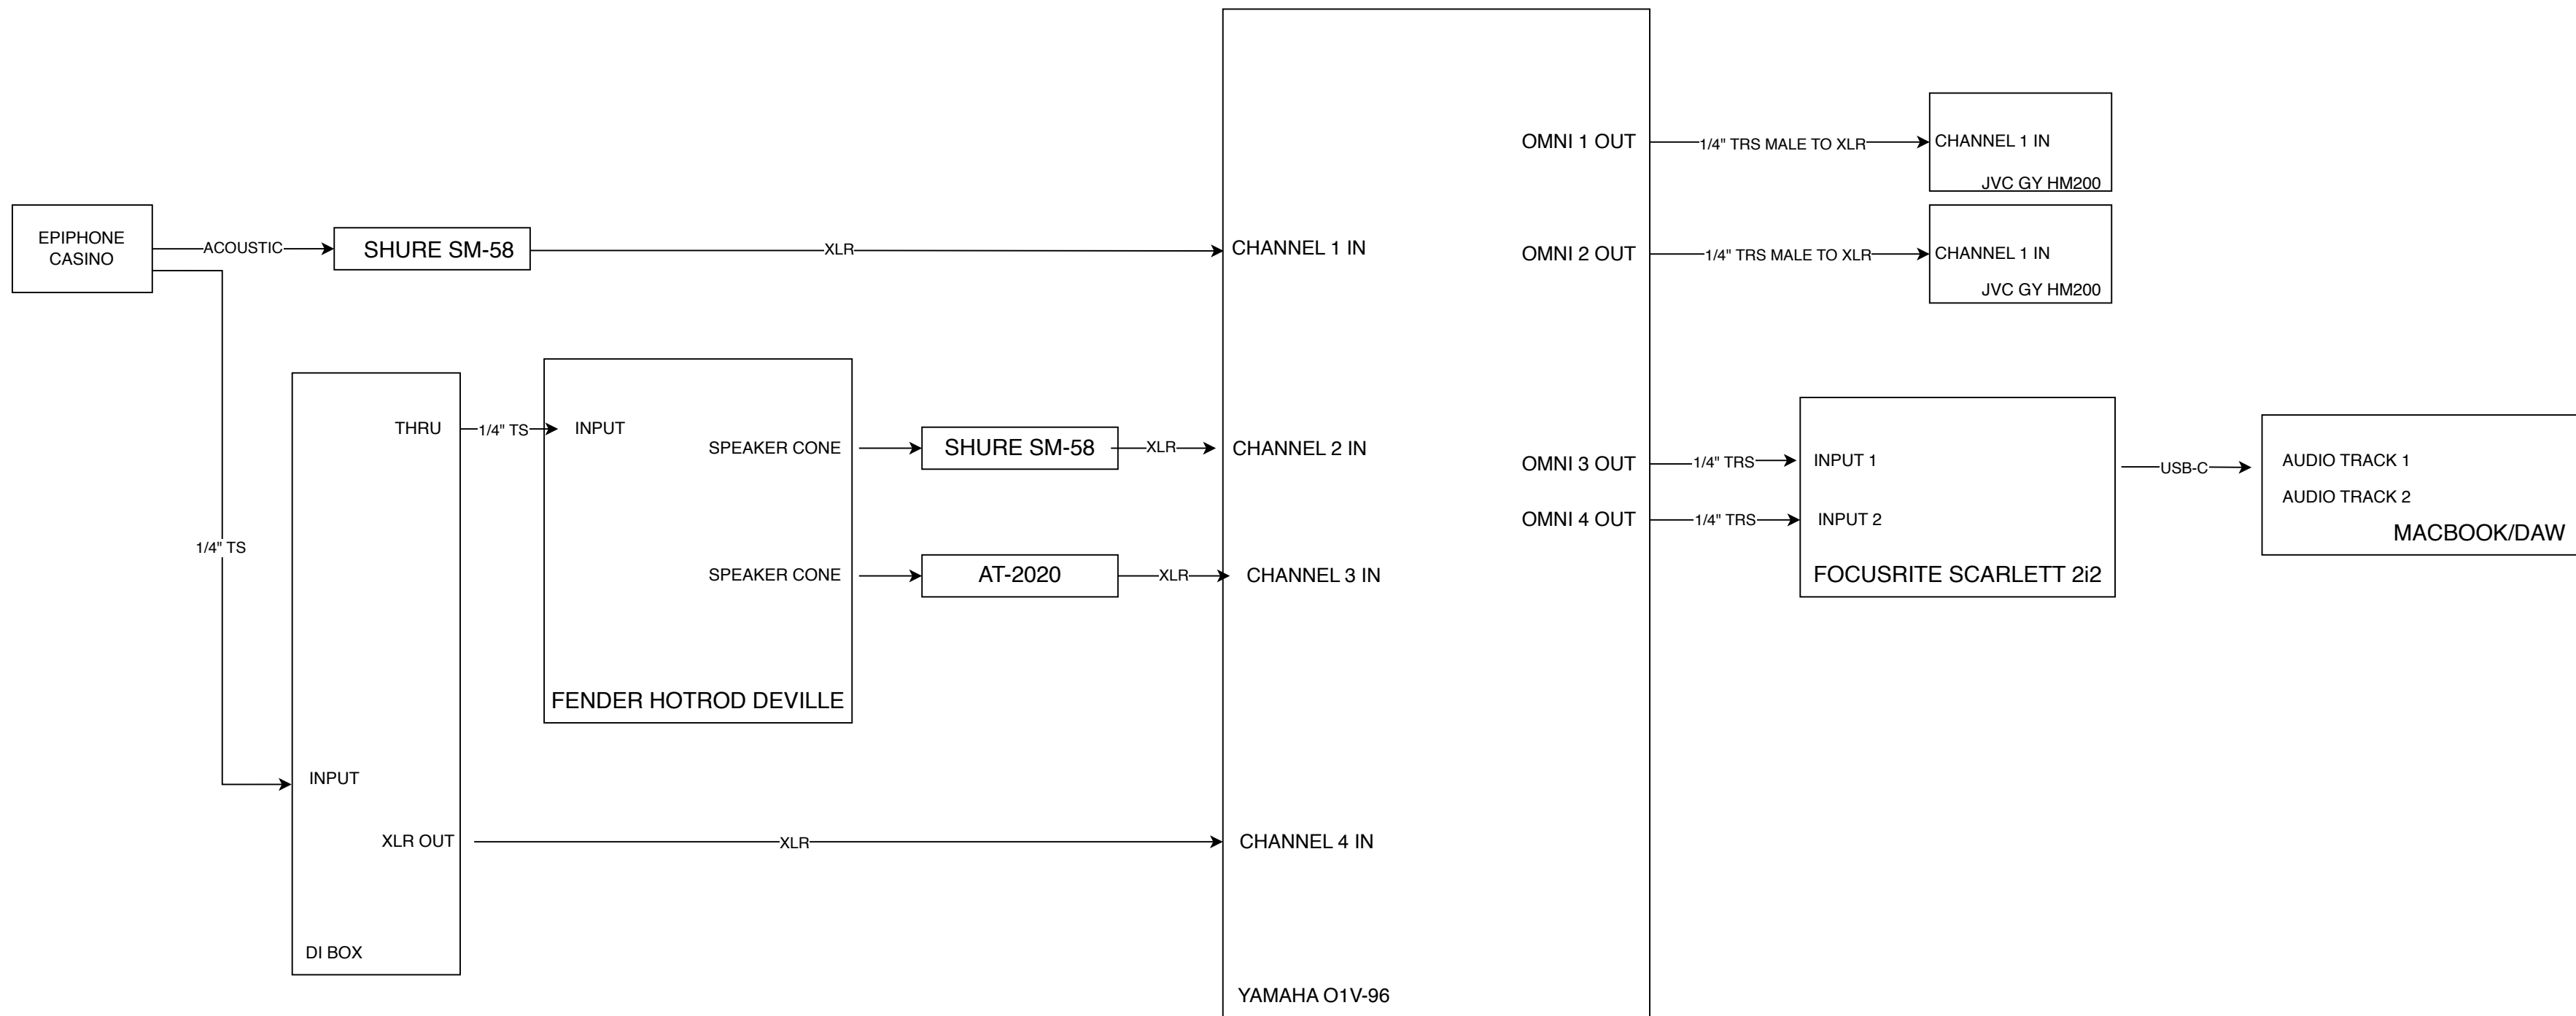 EPIPHONE
CASINO
ACOUSTIC
SHURE SM-58
XLR
1/4" TS
THRU
INPUT
XLR OUT
DI BOX
1/4" TS
INPUT
SPEAKER CONE
SPEAKER CONE
FENDER HOTROD DEVILLE
SHURE SM-58
XLR
AT-2020
XLR
XLR
CHANNEL 1 IN
CHANNEL 2 IN
CHANNEL 3 IN
CHANNEL 4 IN
OMNI 1 OUT
OMNI 2 OUT
OMNI 3 OUT
OMNI 4 OUT
YAMAHA O1V-96
1/4" TRS MALE TO XLR
CHANNEL 1 IN
JVC GY HM200
1/4" TRS MALE TO XLR
CHANNEL 1 IN
JVC GY HM200
1/4" TRS
1/4" TRS
INPUT 1
INPUT 2
FOCUSRITE SCARLETT 2i2
USB-C
AUDIO TRACK 1
AUDIO TRACK 2
MACBOOK/DAW